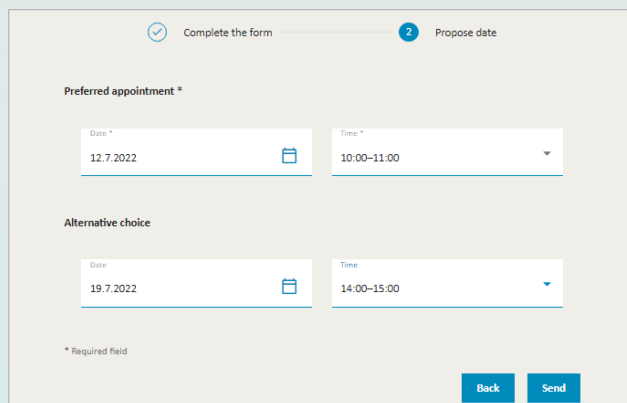 Complete the form
2 Propose date
Preferred appointment *
Date *
Time *
12.7.2022
10:00–11:00
Alternative choice
Date
Time
19.7.2022
14:00–15:00
* Required field
Back
Send